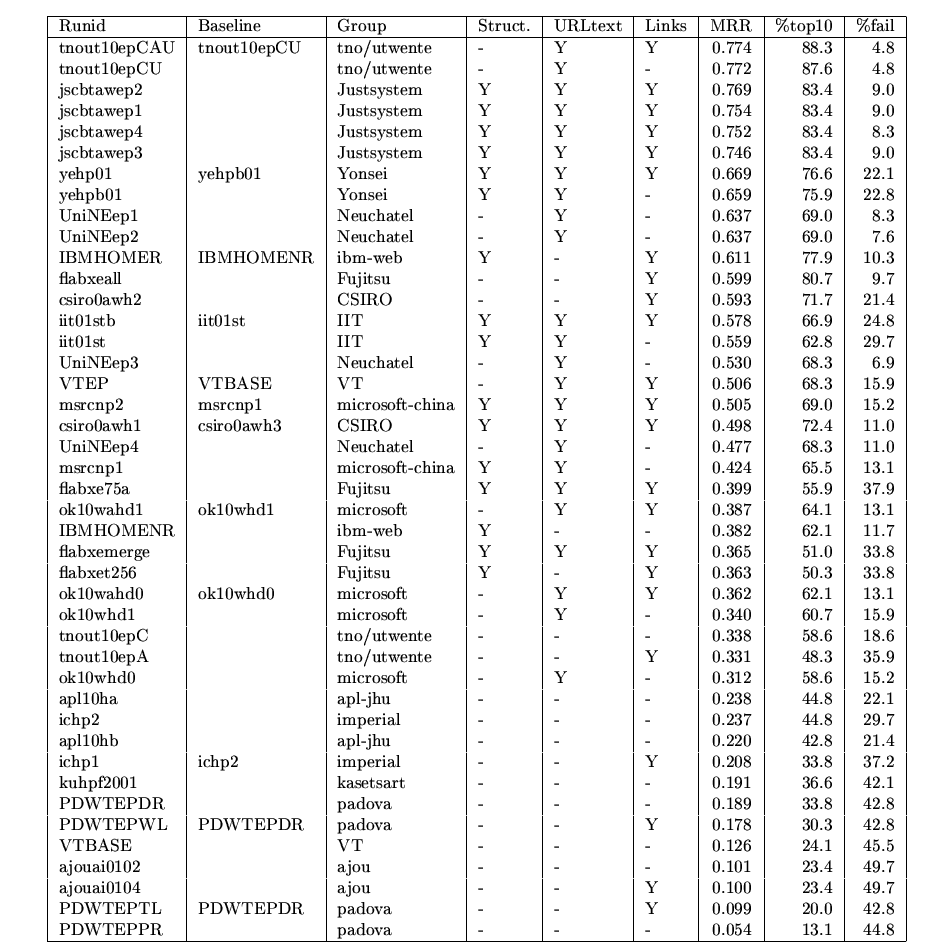 Runid Baseline Group Struct. URLtext Links MRR %top10 %fail
tnout10epCAU tnout10epCU tno/utwente - Y Y 0.774 88.3 4.8
tnout10epCU tno/utwente - Y - 0.772 87.6 4.8
jscbtawep2 Justsystem Y Y Y 0.769 83.4 9.0
jscbtawep1 Justsystem Y Y Y 0.754 83.4 9.0
jscbtawep4 Justsystem Y Y Y 0.752 83.4 8.3
jscbtawep3 Justsystem Y Y Y 0.746 83.4 9.0
yehp01 yehpb01 Yonsei Y Y Y 0.669 76.6 22.1
yehpb01 Yonsei Y Y - 0.659 75.9 22.8
UniNEep1 Neuchatel - Y - 0.637 69.0 8.3
UniNEep2 Neuchatel - Y - 0.637 69.0 7.6
IBMHOMER IBMHOMENR ibm-web Y - Y 0.611 77.9 10.3
flabxeall Fujitsu - - Y 0.599 80.7 9.7
csiro0awh2 CSIRO - - Y 0.593 71.7 21.4
iit01stb iit01st IIT Y Y Y 0.578 66.9 24.8
iit01st IIT Y Y - 0.559 62.8 29.7
UniNEep3 Neuchatel - Y - 0.530 68.3 6.9
VTEP VTBASE VT - Y Y 0.506 68.3 15.9
msrcnp2 msrcnp1 microsoft-china Y Y Y 0.505 69.0 15.2
csiro0awh1 csiro0awh3 CSIRO Y Y Y 0.498 72.4 11.0
UniNEep4 Neuchatel - Y - 0.477 68.3 11.0
msrcnp1 microsoft-china Y Y - 0.424 65.5 13.1
flabxe75a Fujitsu Y Y Y 0.399 55.9 37.9
ok10wahd1 ok10whd1 microsoft - Y Y 0.387 64.1 13.1
IBMHOMENR ibm-web Y - - 0.382 62.1 11.7
flabxemerge Fujitsu Y Y Y 0.365 51.0 33.8
flabxet256 Fujitsu Y - Y 0.363 50.3 33.8
ok10wahd0 ok10whd0 microsoft - Y Y 0.362 62.1 13.1
ok10whd1 microsoft - Y - 0.340 60.7 15.9
tnout10epC tno/utwente - - - 0.338 58.6 18.6
tnout10epA tno/utwente - - Y 0.331 48.3 35.9
ok10whd0 microsoft - Y - 0.312 58.6 15.2
apl10ha apl-jhu - - - 0.238 44.8 22.1
ichp2 imperial - - - 0.237 44.8 29.7
apl10hb apl-jhu - - - 0.220 42.8 21.4
ichp1 ichp2 imperial - - Y 0.208 33.8 37.2
kuhpf2001 kasetsart - - - 0.191 36.6 42.1
PDWTEPDR padova - - - 0.189 33.8 42.8
PDWTEPWL PDWTEPDR padova - - Y 0.178 30.3 42.8
VTBASE VT - - - 0.126 24.1 45.5
ajouai0102 ajou - - - 0.101 23.4 49.7
ajouai0104 ajou - - Y 0.100 23.4 49.7
PDWTEPTL PDWTEPDR padova - - Y 0.099 20.0 42.8
PDWTEPPR padova - - - 0.054 13.1 44.8